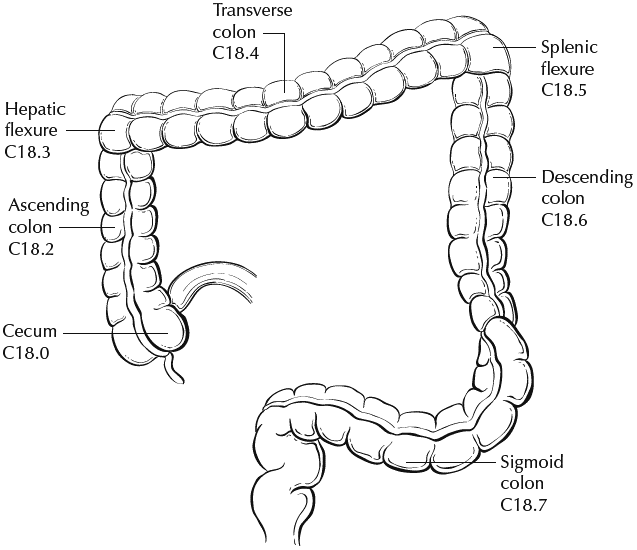 Transverse
colon
C18.4
Splenic
flexure
C18.5
Hepatic
flexure
C18.3
Descending
colon
C18.6
Ascending
colon
C18.2
Cecum
C18.0
Sigmoid
colon
C18.7